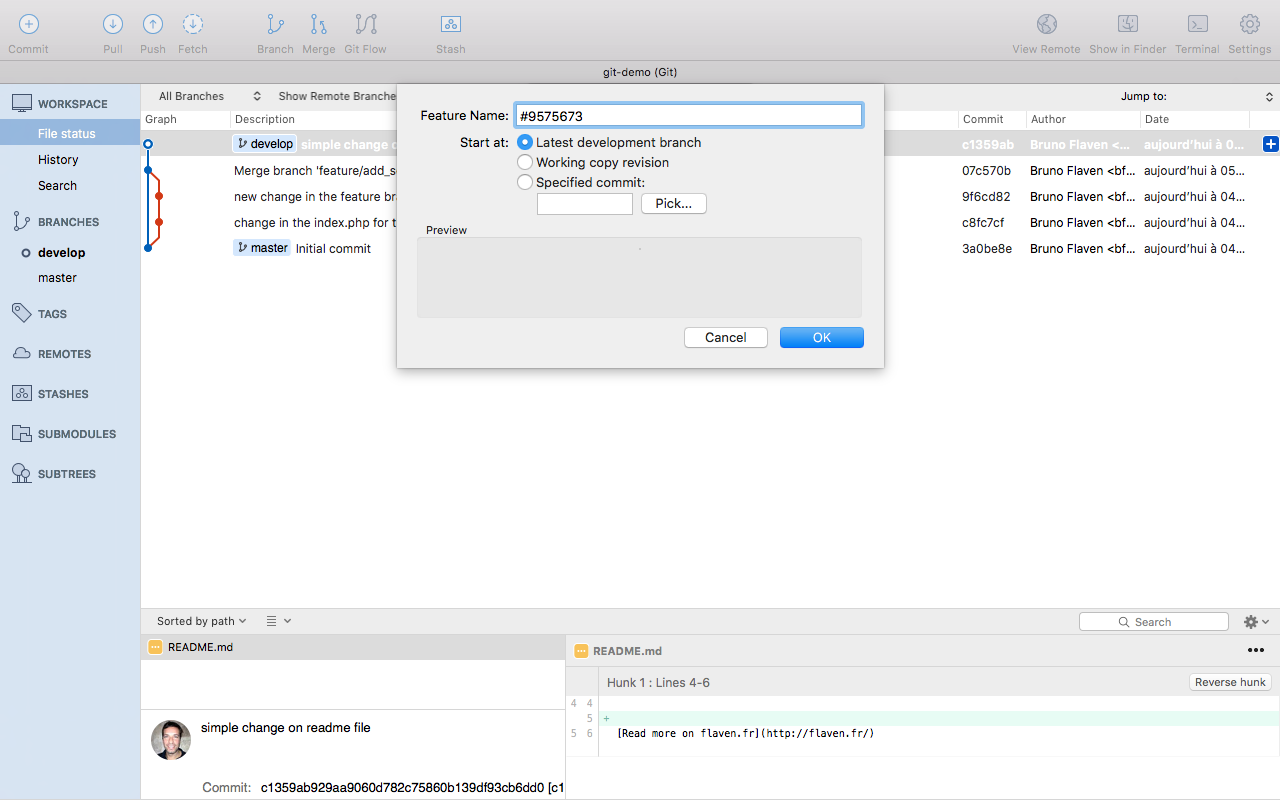 Commit Pull Push Fetch Branch Merge Git Flow Stash View Remote Show in Finder Terminal Settings
git-demo (Git)
WORKSPACE
File status
History
Search
BRANCHES
develop
master
TAGS
REMOTES
STASHES
SUBMODULES
SUBTREES
All Branches Show Remote Branche Jump to:
Graph Description Commit Author Date
develop simple change c1359ab Bruno Flaven <... aujourd'hui à 0...
Merge branch 'feature/add_s 07c570b Bruno Flaven <bf... aujourd'hui à 05...
new change in the feature bra 9f6cd82 Bruno Flaven <bf... aujourd'hui à 04...
change in the index.php for t c8fc7cf Bruno Flaven <bf... aujourd'hui à 04...
master Initial commit 3a0be8e Bruno Flaven <bf... aujourd'hui à 04...
Feature Name: #9575673
Start at: Latest development branch
Working copy revision
Specified commit:
Pick...
Preview
Cancel OK
Sorted by path Search
README.md
simple change on readme file
Commit: c1359ab929aa9060d782c75860b139df93cb6dd0 [c1
README.md
Hunk 1 : Lines 4-6 Reverse hunk
4 4
5 +
5 6 [Read more on flaven.fr](http://flaven.fr/)